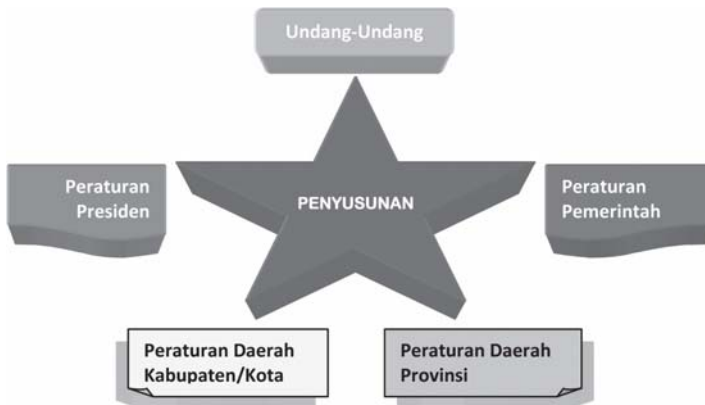 Undang-Undang
Peraturan
Presiden
PENYUSUNAN
Peraturan
Pemerintah
Peraturan Daerah
Kabupaten/Kota
Peraturan Daerah
Provinsi